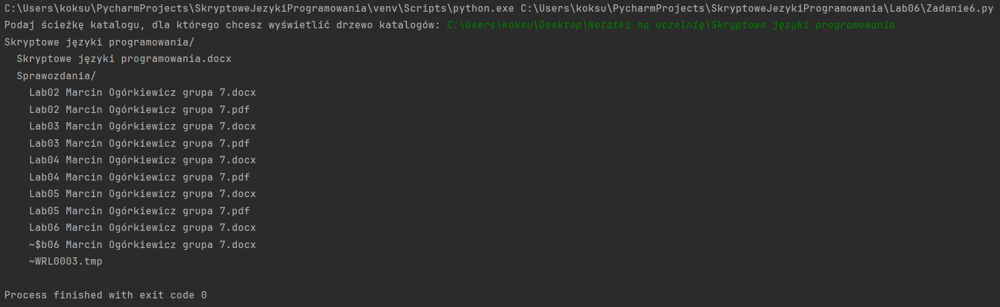 C:\Users\koksu\PycharmProjects\SkryptoweJezykiProgramowania\venv\Scripts\python.exe C:\Users\koksu\PycharmProjects\SkryptoweJezykiProgramowania\Lab06\Zadanie6.py
Podaj ścieżkę katalogu, dla którego chcesz wyświetlić drzewo katalogów: C:\Users\koksu\Desktop\Notatki na uczelnię\Skryptowe języki programowania
Skryptowe języki programowania/
  Skryptowe języki programowania.docx
  Sprawozdania/
    Lab02 Marcin Ogórkiewicz grupa 7.docx
    Lab02 Marcin Ogórkiewicz grupa 7.pdf
    Lab03 Marcin Ogórkiewicz grupa 7.docx
    Lab03 Marcin Ogórkiewicz grupa 7.pdf
    Lab04 Marcin Ogórkiewicz grupa 7.docx
    Lab04 Marcin Ogórkiewicz grupa 7.pdf
    Lab05 Marcin Ogórkiewicz grupa 7.docx
    Lab05 Marcin Ogórkiewicz grupa 7.pdf
    Lab06 Marcin Ogórkiewicz grupa 7.docx
    ~$b06 Marcin Ogórkiewicz grupa 7.docx
    ~WRL0003.tmp
Process finished with exit code 0